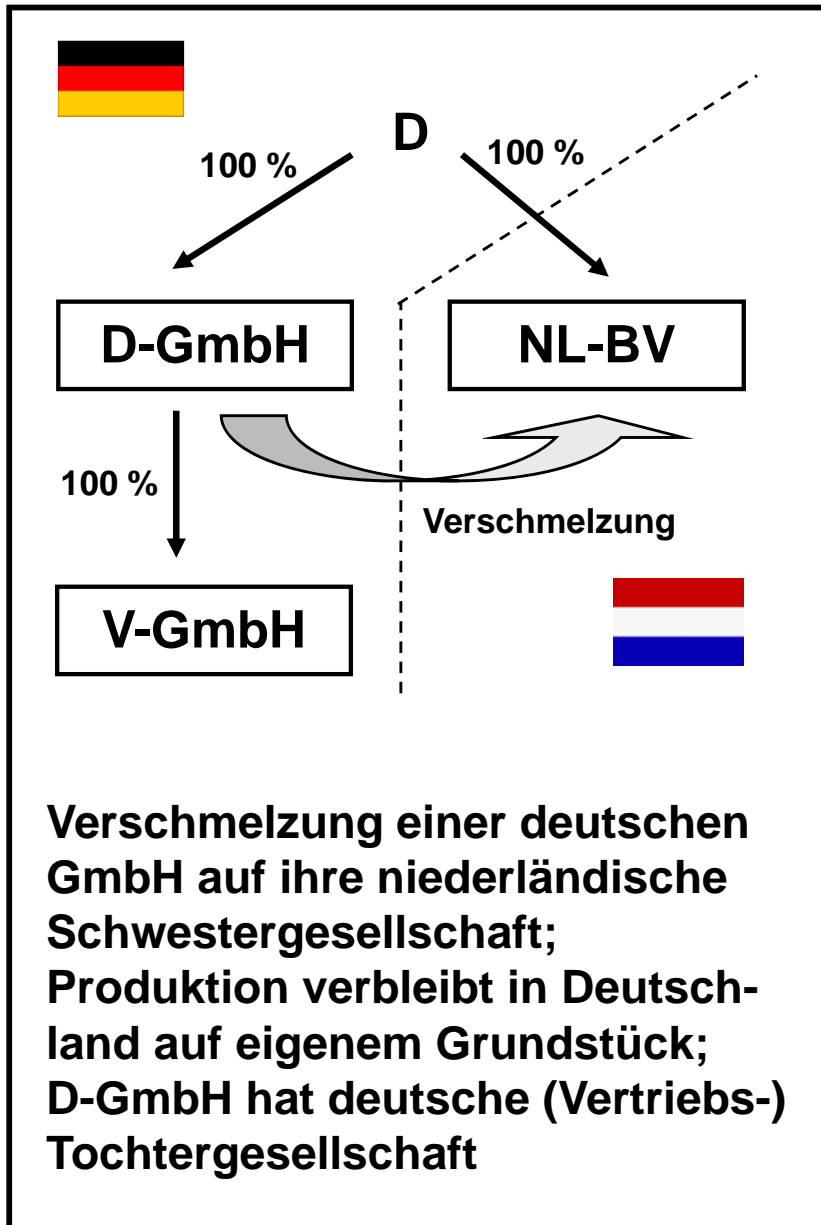 D
100 %
100 %
D-GmbH
NL-BV
100 %
Verschmelzung
V-GmbH
Verschmelzung einer deutschen
GmbH auf ihre niederländische
Schwestergesellschaft;
Produktion verbleibt in Deutsch-
land auf eigenem Grundstück;
D-GmbH hat deutsche (Vertriebs-)
Tochtergesellschaft